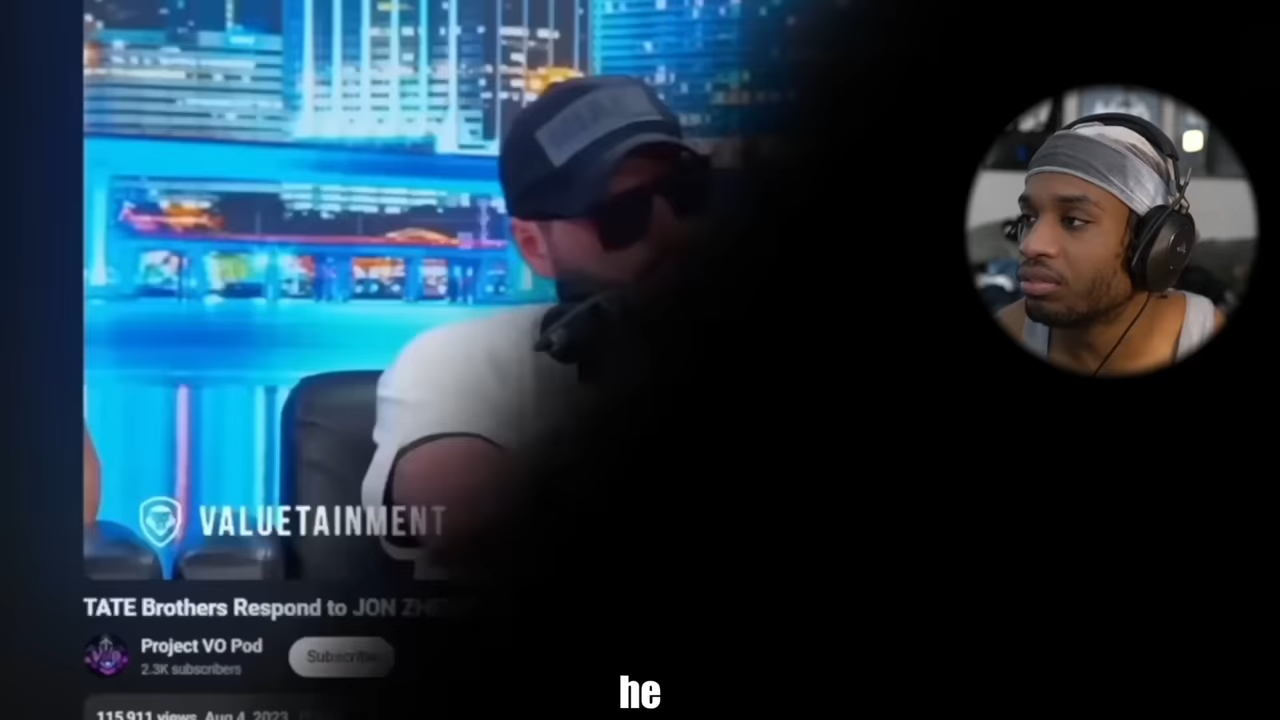 VALUETAINMENT
TATE Brothers Respond to JON
Project VO Pod
Subscribe
2.3K subscribers
115,911 views Aug 4, 2023
he